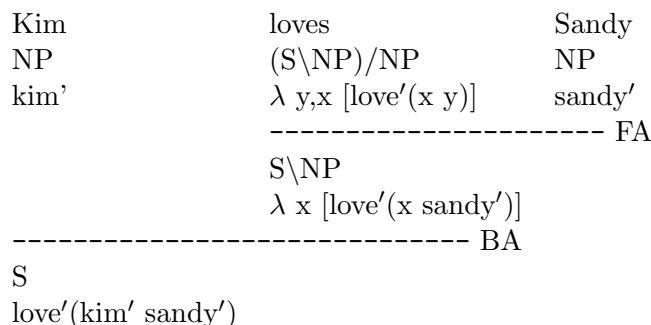 Kim loves Sandy
NP (S\NP)/NP NP
kim' λ y,x [love′(x y)] sandy′
---------------------- FA
S\NP
λ x [love′(x sandy′)]
------------------------------ BA
S
love′(kim′ sandy′)